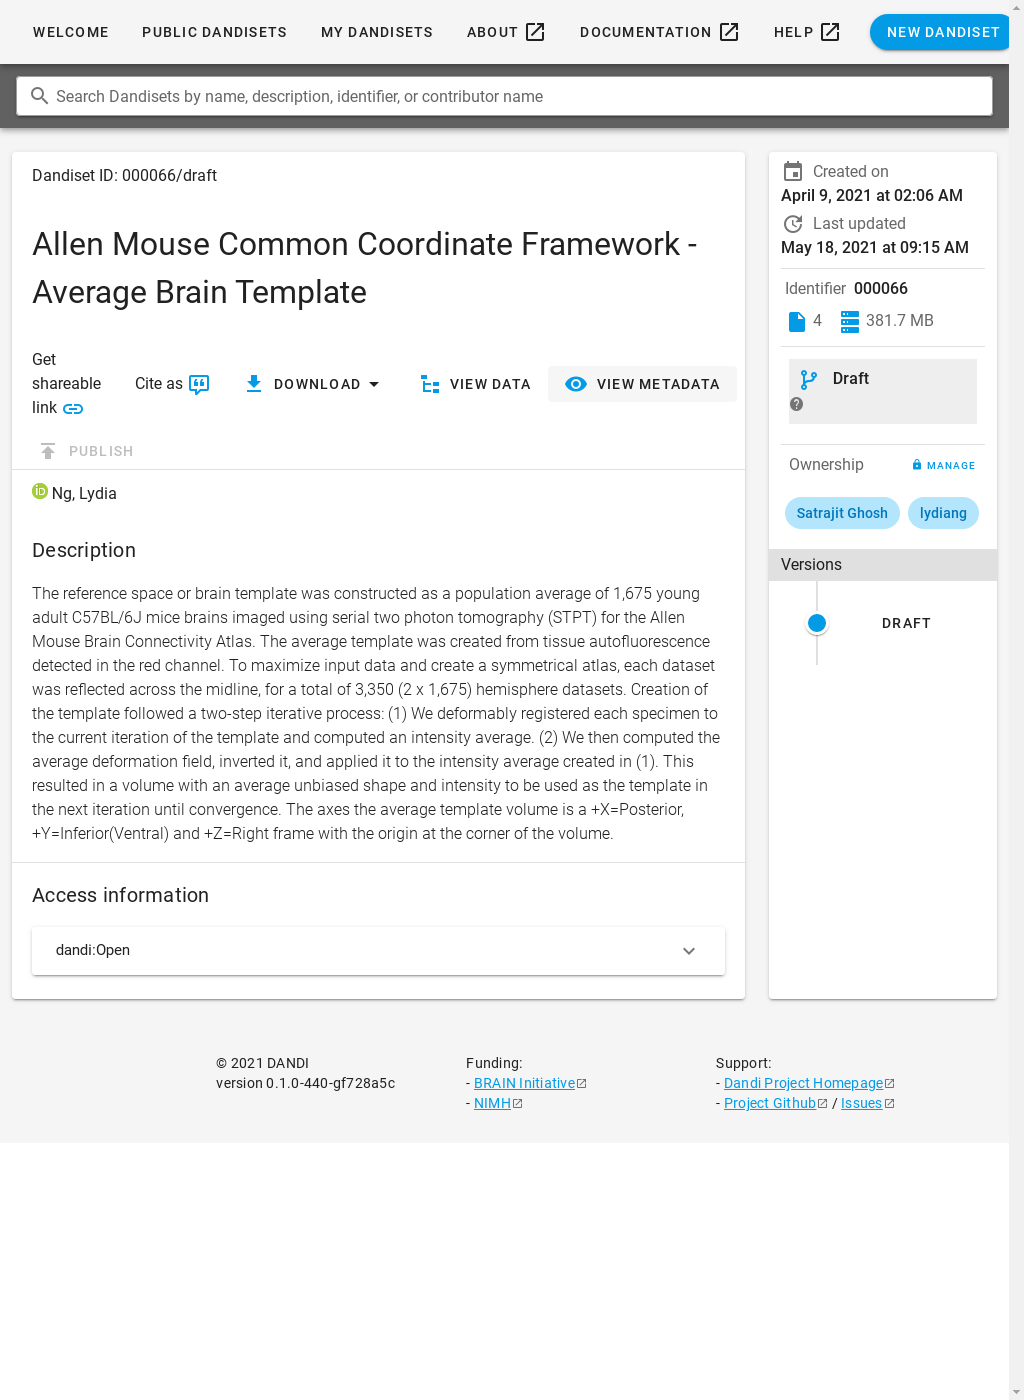 WELCOME PUBLIC DANDISETS MY DANDISETS ABOUT DOCUMENTATION HELP NEW DANDISET
Search Dandisets by name, description, identifier, or contributor name
Dandiset ID: 000066/draft
Allen Mouse Common Coordinate Framework -
Average Brain Template
Get
shareable
link
Cite as
DOWNLOAD
VIEW DATA
VIEW METADATA
PUBLISH
Ng, Lydia
Description
The reference space or brain template was constructed as a population average of 1,675 young
adult C57BL/6J mice brains imaged using serial two photon tomography (STPT) for the Allen
Mouse Brain Connectivity Atlas. The average template was created from tissue autofluorescence
detected in the red channel. To maximize input data and create a symmetrical atlas, each dataset
was reflected across the midline, for a total of 3,350 (2 x 1,675) hemisphere datasets. Creation of
the template followed a two-step iterative process: (1) We deformably registered each specimen to
the current iteration of the template and computed an intensity average. (2) We then computed the
average deformation field, inverted it, and applied it to the intensity average created in (1). This
resulted in a volume with an average unbiased shape and intensity to be used as the template in
the next iteration until convergence. The axes the average template volume is a +X=Posterior,
+Y=Inferior(Ventral) and +Z=Right frame with the origin at the corner of the volume.
Access information
dandi:Open
Created on
April 9, 2021 at 02:06 AM
Last updated
May 18, 2021 at 09:15 AM
Identifier 000066
4 381.7 MB
Draft
Ownership MANAGE
Satrajit Ghosh lydiang
Versions
DRAFT
© 2021 DANDI
version 0.1.0-440-gf728a5c
Funding:
- BRAIN Initiative
- NIMH
Support:
- Dandi Project Homepage
- Project Github / Issues